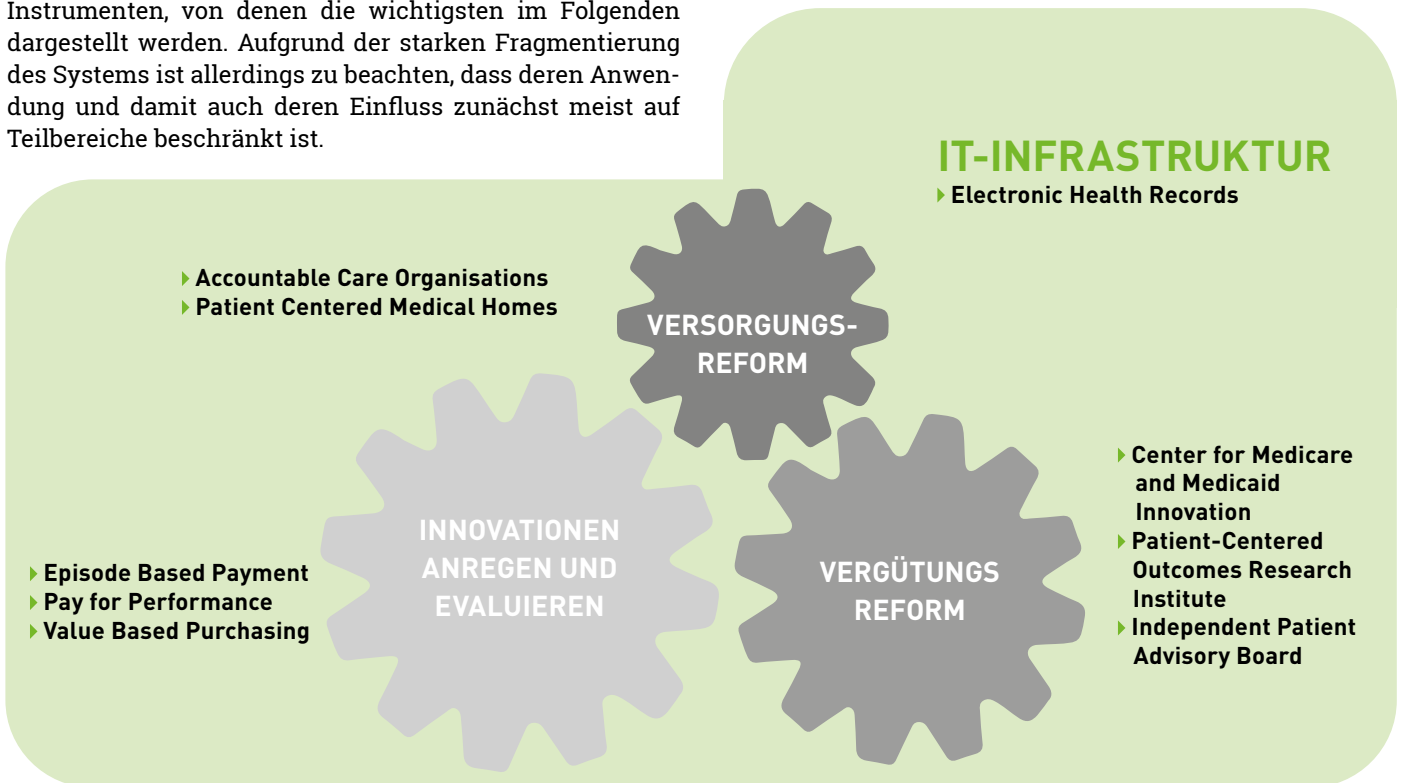 Instrumenten, von denen die wichtigsten im Folgenden
dargestellt werden. Aufgrund der starken Fragmentierung
des Systems ist allerdings zu beachten, dass deren Anwen-
dung und damit auch deren Einfluss zunächst meist auf
Teilbereiche beschränkt ist.
IT-INFRASTRUKTUR
Electronic Health Records
Accountable Care Organisations
Patient Centered Medical Homes
VERSORGUNGS-
REFORM
INNOVATIONEN
ANREGEN UND
EVALUIEREN
Episode Based Payment
Pay for Performance
Value Based Purchasing
VERGÜTUNGS
REFORM
Center for Medicare
and Medicaid
Innovation
Patient-Centered
Outcomes Research
Institute
Independent Patient
Advisory Board